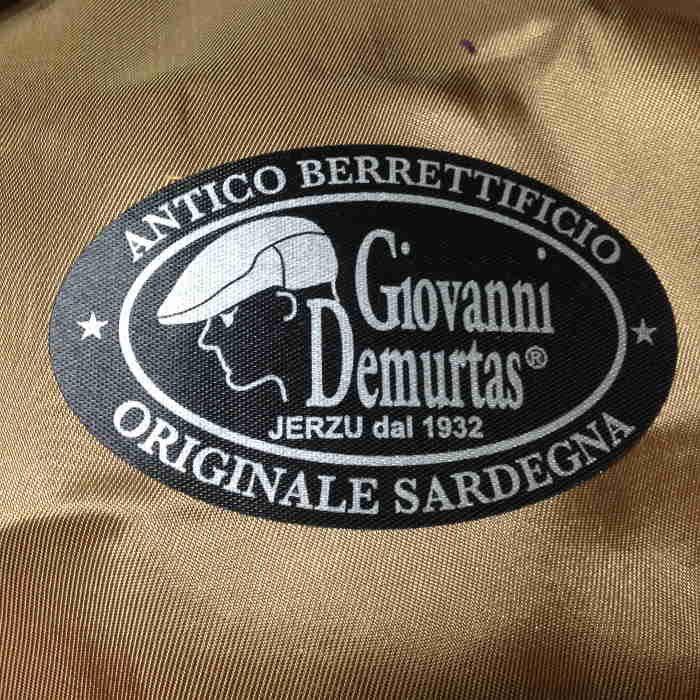 ANTICO BERRETTIFICIO
Giovanni
Demurtas®
JERZU dal 1932
ORIGINALE SARDEGNA